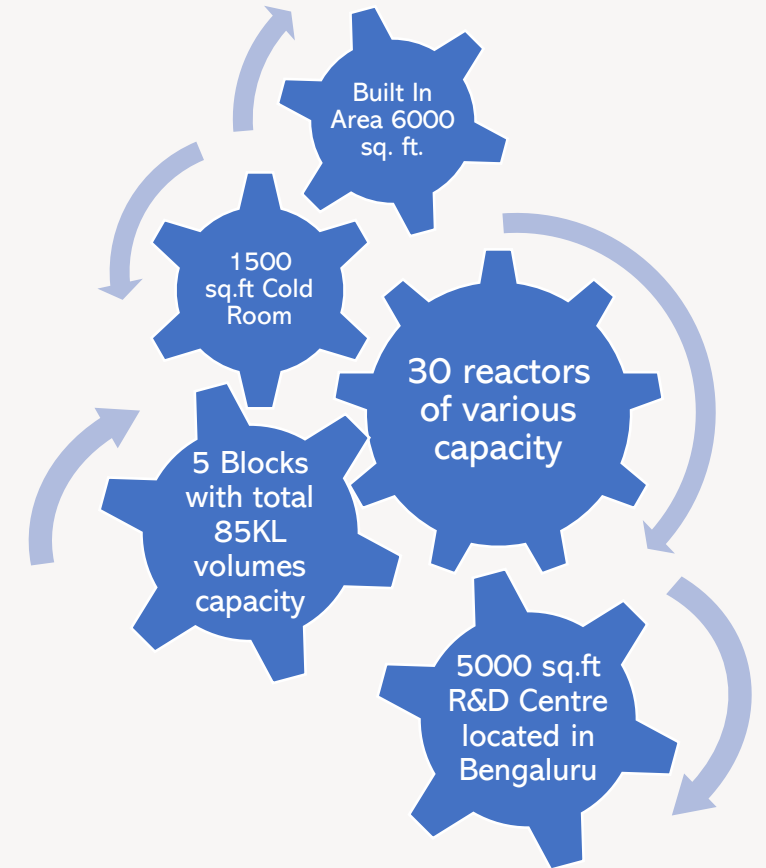 Built In
Area 6000
sq. ft.
1500
sq.ft Cold
Room
30 reactors
of various
capacity
5 Blocks
with total
85KL
volumes
capacity
5000 sq.ft
R&D Centre
located in
Bengaluru